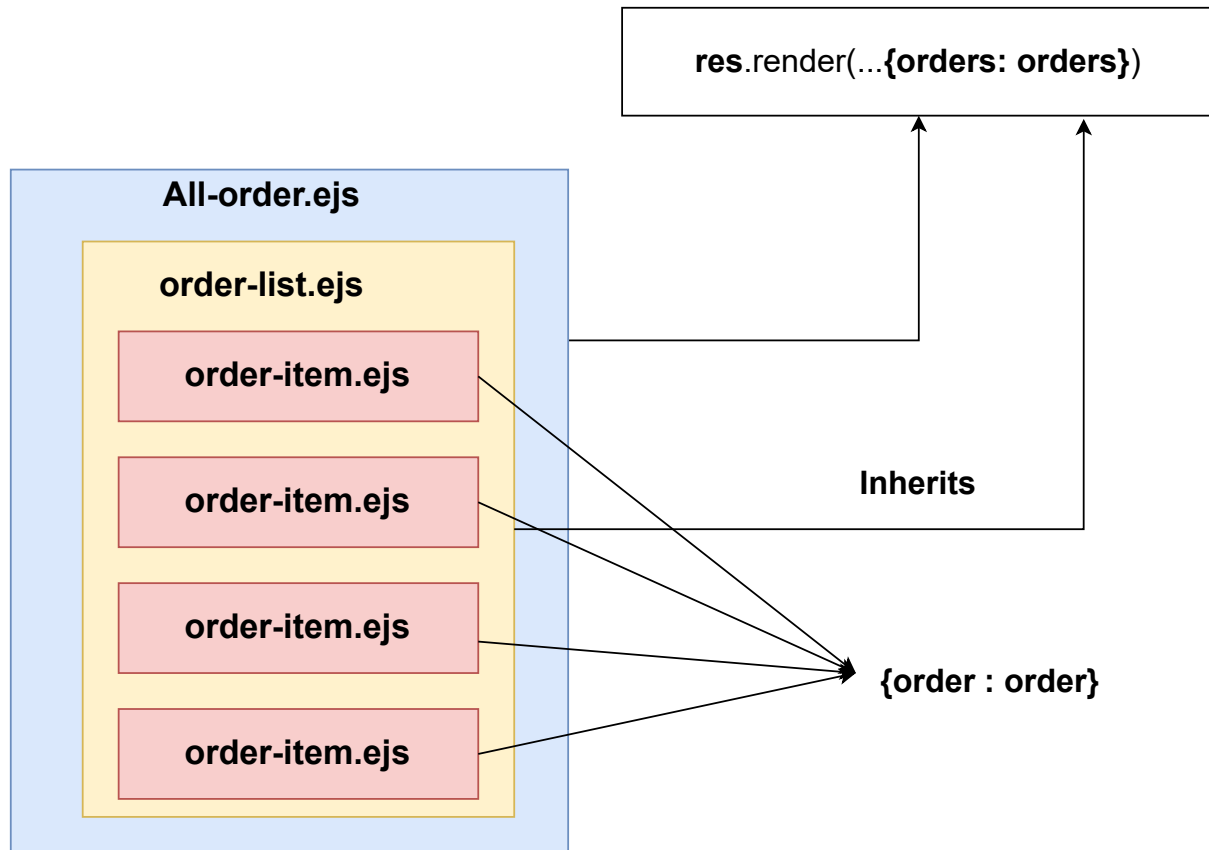 res.render(...{orders: orders})
All-order.ejs
order-list.ejs
order-item.ejs
order-item.ejs
order-item.ejs
order-item.ejs
Inherits
{order : order}